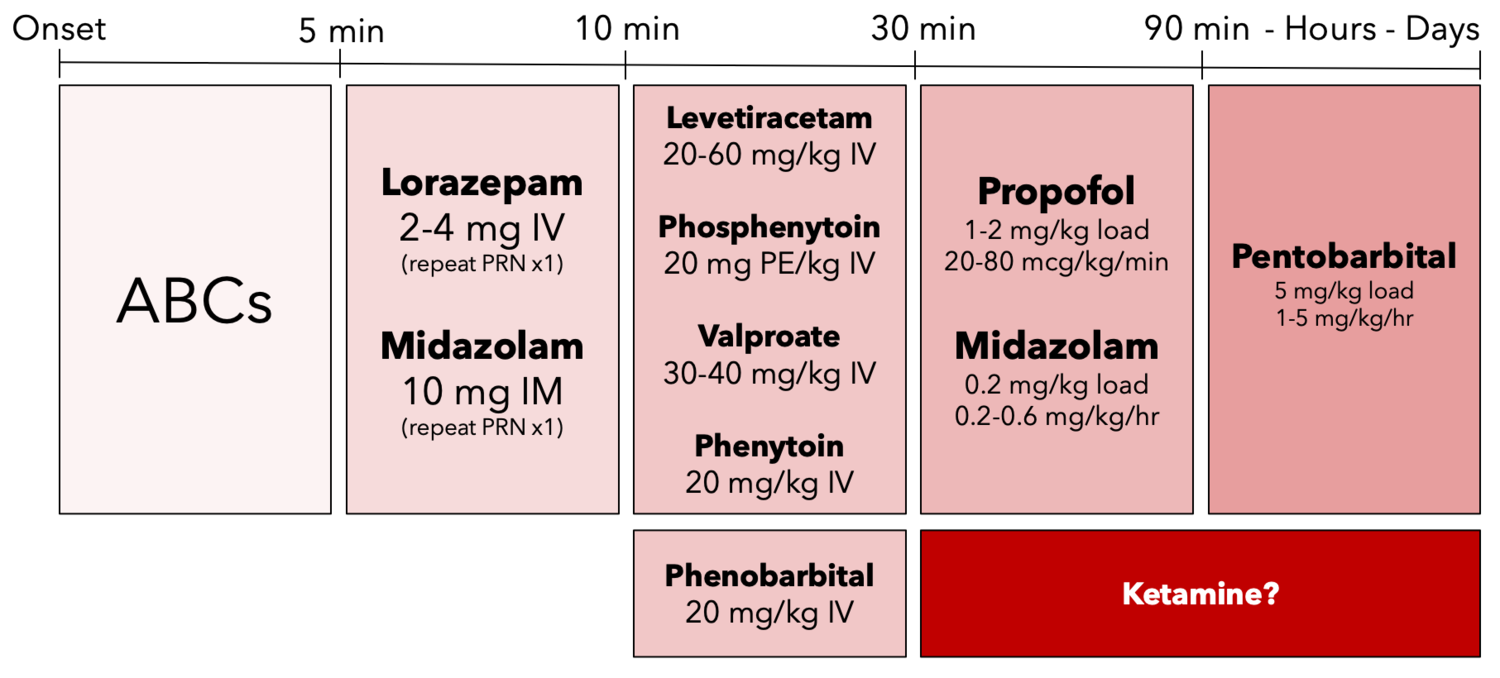 Onset
5 min
10 min
30 min
90 min - Hours - Days
ABCs
Lorazepam
2-4 mg IV
(repeat PRN x1)
Midazolam
10 mg IM
(repeat PRN x1)
Levetiracetam
20-60 mg/kg IV
Phosphenytoin
20 mg PE/kg IV
Valproate
30-40 mg/kg IV
Phenytoin
20 mg/kg IV
Phenobarbital
20 mg/kg IV
Propofol
1-2 mg/kg load
20-80 mcg/kg/min
Midazolam
0.2 mg/kg load
0.2-0.6 mg/kg/hr
Pentobarbital
5 mg/kg load
1-5 mg/kg/hr
Ketamine?